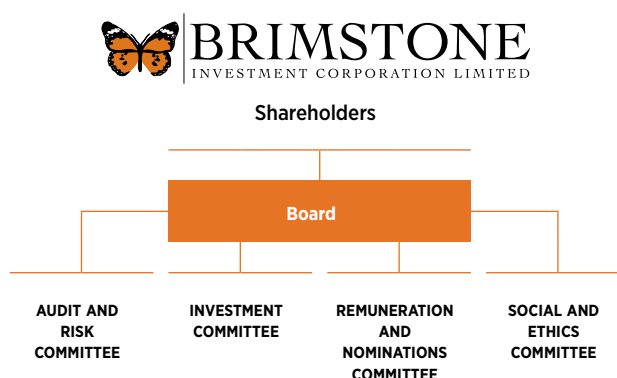 BRIMSTONE
INVESTMENT CORPORATION LIMITED
Shareholders
Board
AUDIT AND
RISK
COMMITTEE
INVESTMENT
COMMITTEE
REMUNERATION
AND
NOMINATIONS
COMMITTEE
SOCIAL AND
ETHICS
COMMITTEE